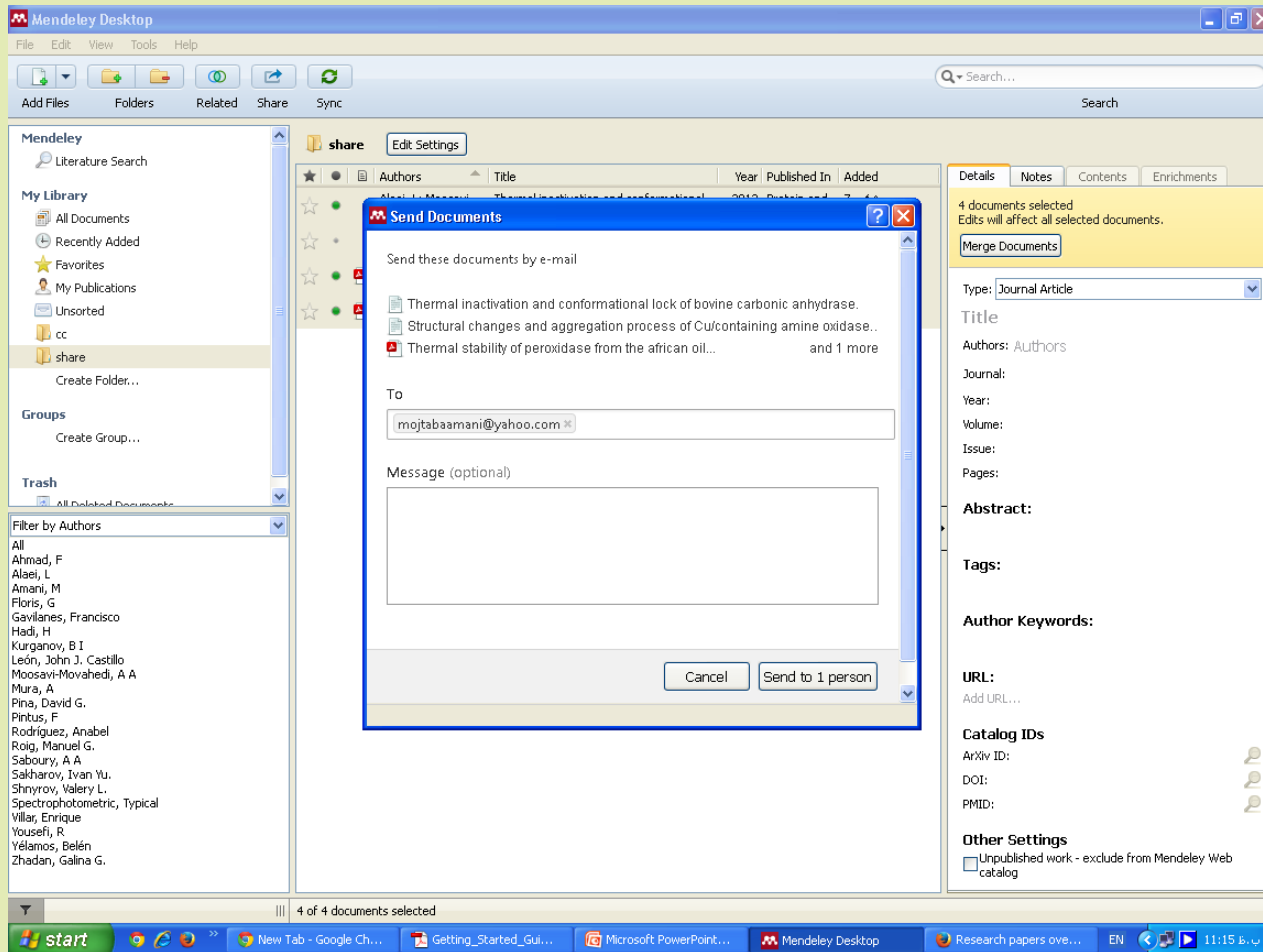 Mendeley Desktop
File Edit View Tools Help
Add Files Folders Related Share Sync
Search...
Search
Mendeley
Literature Search
My Library
All Documents
Recently Added
Favorites
My Publications
Unsorted
cc
share
Create Folder...
Groups
Create Group...
Trash
All Deleted Documents
Filter by Authors
All
Ahmad, F
Alaei, L
Amani, M
Floris, G
Gavilanes, Francisco
Hadi, H
Kurganov, B I
León, John J. Castillo
Moosavi-Movahedi, A A
Mura, A
Pina, David G.
Pintus, F
Rodríguez, Anabel
Roig, Manuel G.
Saboury, A A
Sakharov, Ivan Yu.
Shnyrov, Valery L.
Spectrophotometric, Typical
Villar, Enrique
Yousefi, R
Yélamos, Belén
Zhadan, Galina G.
share Edit Settings
Authors Title Year Published In Added
Send Documents
Send these documents by e-mail
Thermal inactivation and conformational lock of bovine carbonic anhydrase.
Structural changes and aggregation process of Cu/containing amine oxidase..
Thermal stability of peroxidase from the african oil... and 1 more
To
mojtabaamani@yahoo.com
Message (optional)
Cancel Send to 1 person
Details Notes Contents Enrichments
4 documents selected
Edits will affect all selected documents.
Merge Documents
Type: Journal Article
Title
Authors: Authors
Journal:
Year:
Volume:
Issue:
Pages:
Abstract:
Tags:
Author Keywords:
URL:
Add URL...
Catalog IDs
ArXiv ID:
DOI:
PMID:
Other Settings
Unpublished work - exclude from Mendeley Web
catalog
4 of 4 documents selected
start New Tab - Google Ch... Getting_Started_Gui... Microsoft PowerPoint... Mendeley Desktop Research papers ove... EN 11:15 ب.ظ